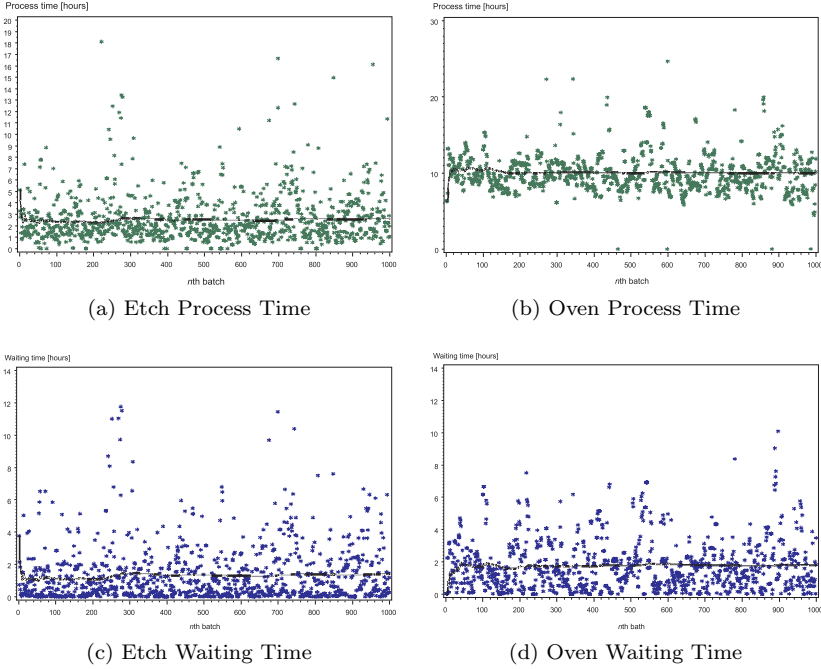 Process time [hours]
20
19
18
17
16
15
14
13
12
11
10
9
8
7
6
5
4
3
2
1
0
0 100 200 300 400 500 600 700 800 900 1000
nth batch
(a) Etch Process Time
Process time [hours]
30
20
10
0
0 100 200 300 400 500 600 700 800 900 1000
nth batch
(b) Oven Process Time
Waiting time [hours]
14
12
10
8
6
4
2
0
0 100 200 300 400 500 600 700 800 900 1000
nth batch
(c) Etch Waiting Time
Waiting time [hours]
14
12
10
8
6
4
2
0
0 100 200 300 400 500 600 700 800 900 1000
nth bath
(d) Oven Waiting Time